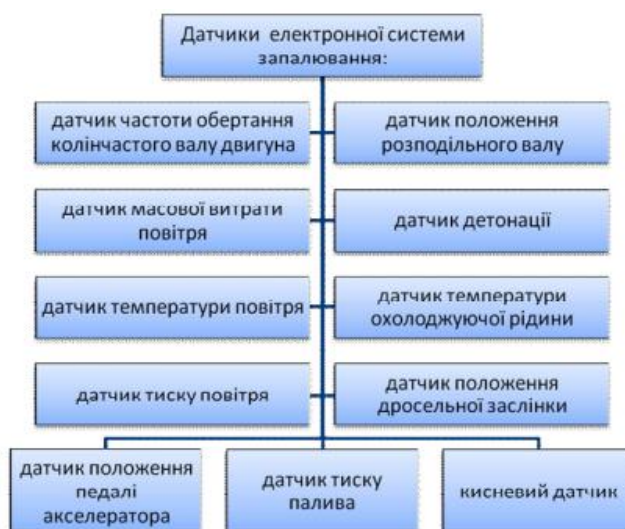 Датчики електронної системи
запалювання:
датчик частоти обертання
колінчастого валу двигуна
датчик положення
розподільного валу
датчик масової витрати
повітря
датчик детонації
датчик температури повітря
датчик температури
охолоджуючої рідини
датчик тиску повітря
датчик положення
дросельної заслінки
датчик положення
педалі
акселератора
датчик тиску
палива
кисневий датчик